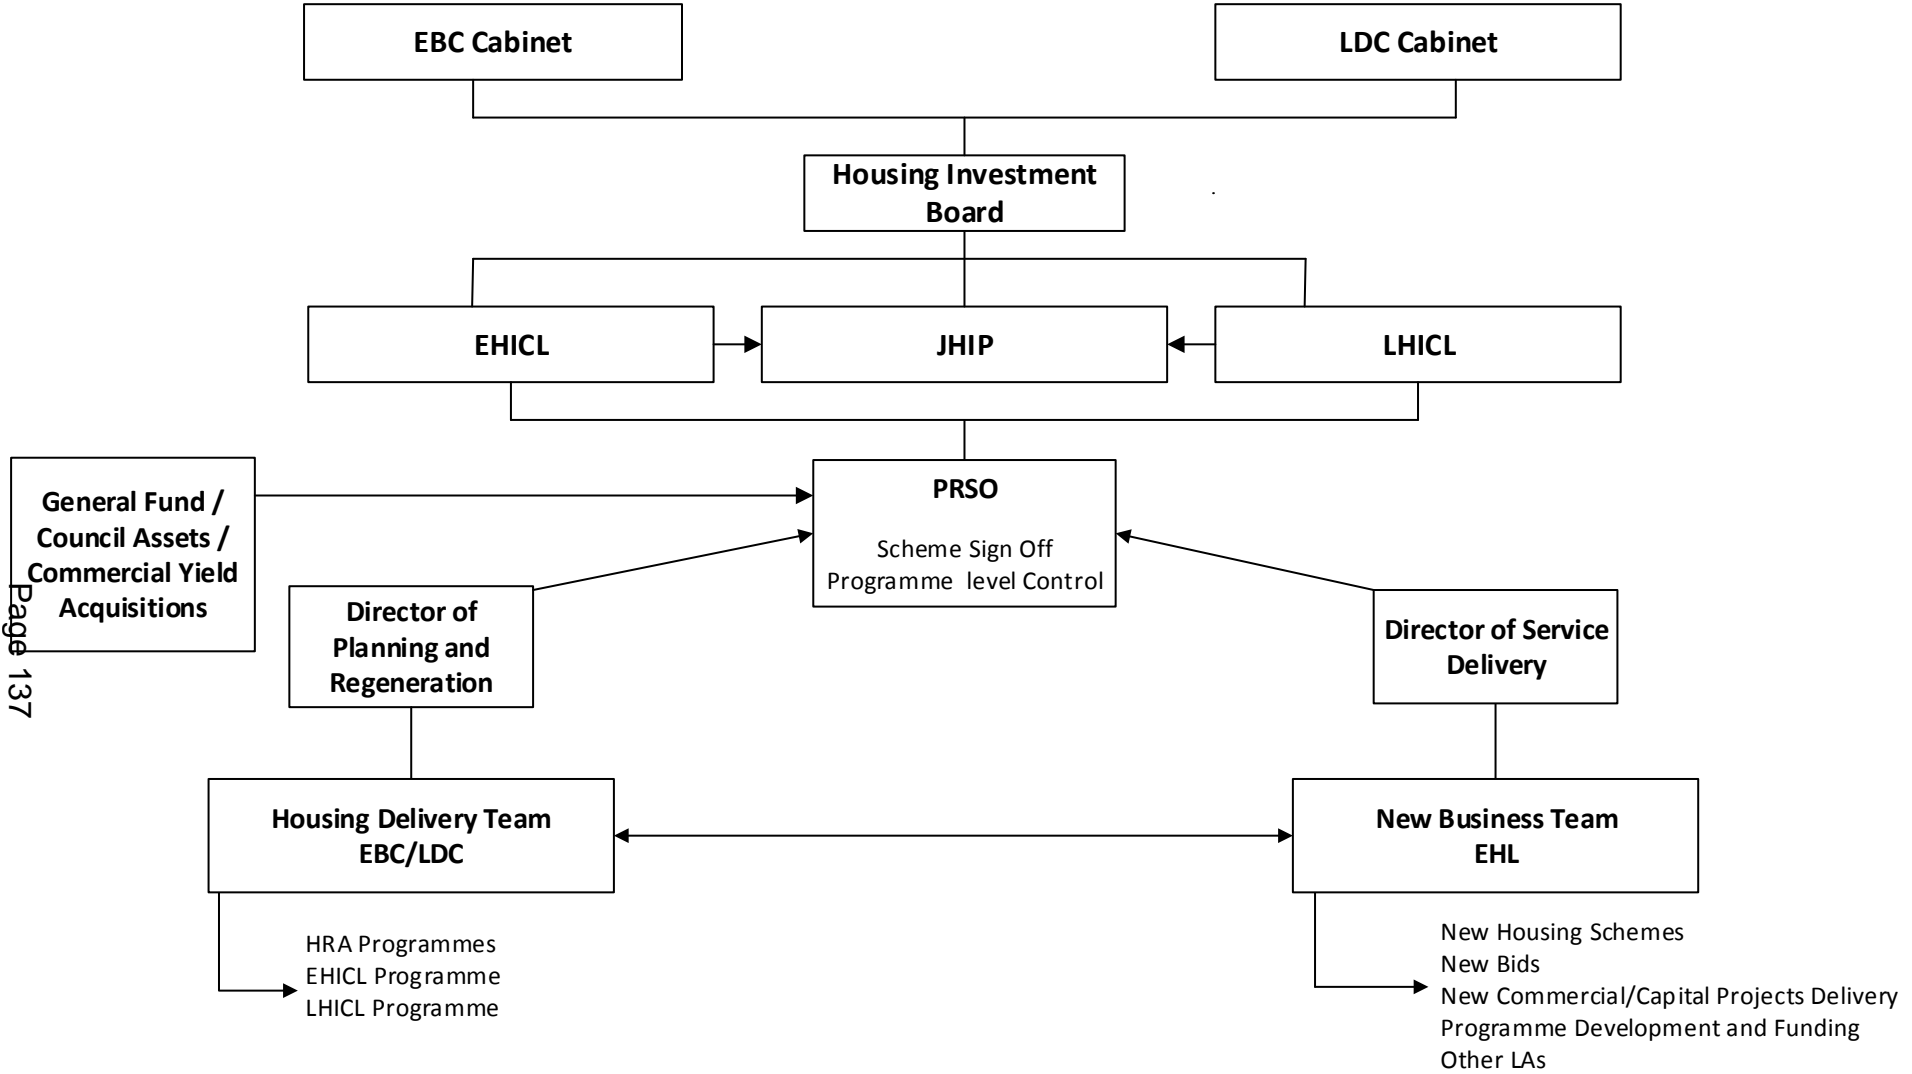 EBC Cabinet
LDC Cabinet
Housing Investment
Board
EHICL
JHIP
LHICL
General Fund /
Council Assets /
Commercial Yield
Acquisitions
PRSO
Scheme Sign Off
Programme level Control
Director of
Planning and
Regeneration
Director of Service
Delivery
Page 137
Housing Delivery Team
EBC/LDC
New Business Team
EHL
HRA Programmes
EHICL Programme
LHICL Programme
New Housing Schemes
New Bids
New Commercial/Capital Projects Delivery
Programme Development and Funding
Other LAs